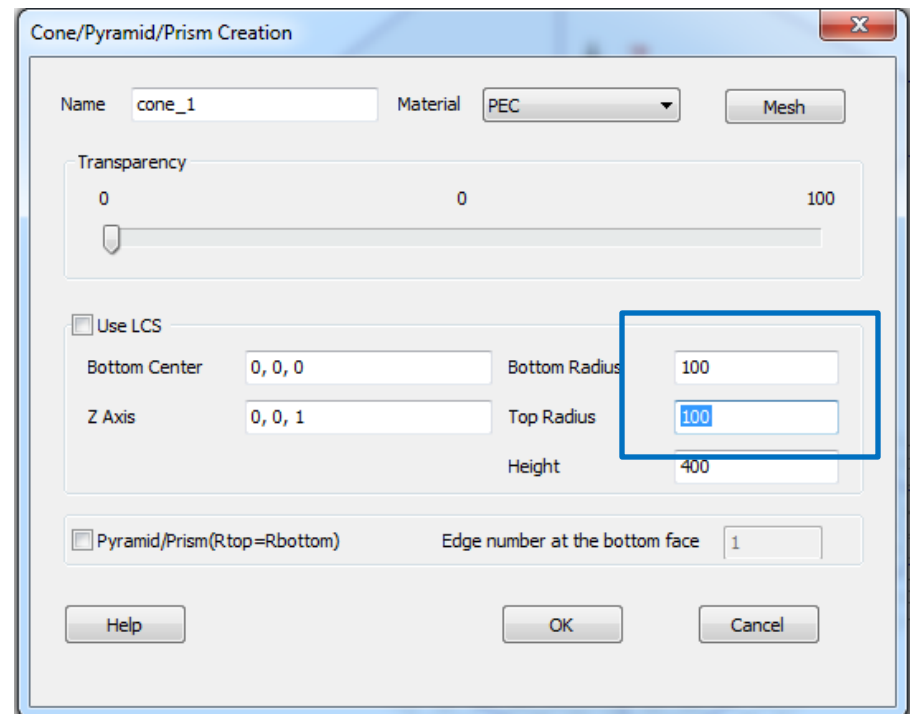 Cone/Pyramid/Prism Creation
Name cone_1 Material PEC Mesh
Transparency
0 0 100
Use LCS
Bottom Center 0, 0, 0 Bottom Radius 100
Z Axis 0, 0, 1 Top Radius 100
Height 400
Pyramid/Prism(Rtop=Rbottom) Edge number at the bottom face 1
Help OK Cancel